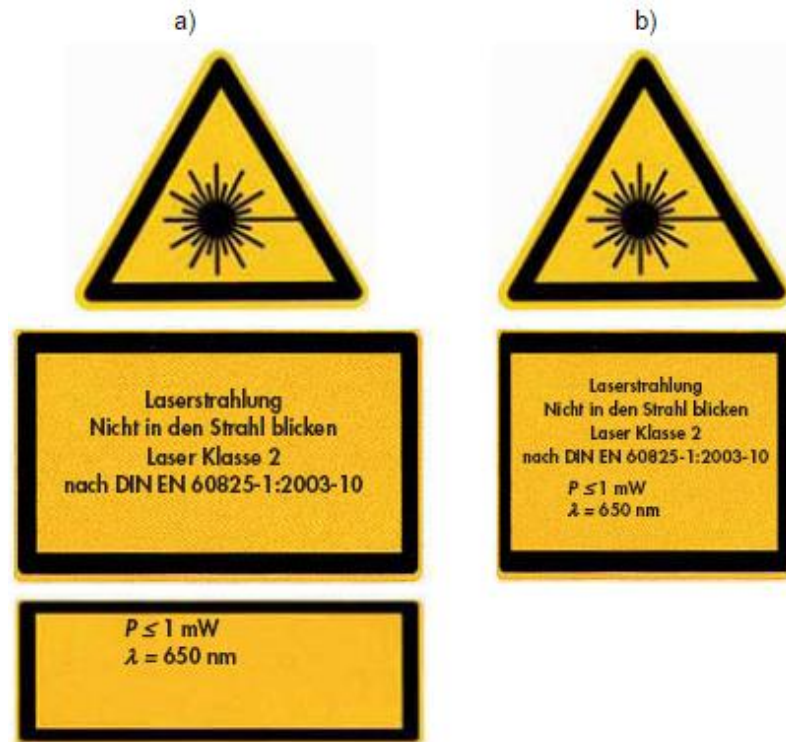 a)
Laserstrahlung
Nicht in den Strahl blicken
Laser Klasse 2
nach DIN EN 60825-1:2003-10
P ≤ 1 mW
λ = 650 nm
b)
Laserstrahlung
Nicht in den Strahl blicken
Laser Klasse 2
nach DIN EN 60825-1:2003-10
P ≤ 1 mW
λ = 650 nm